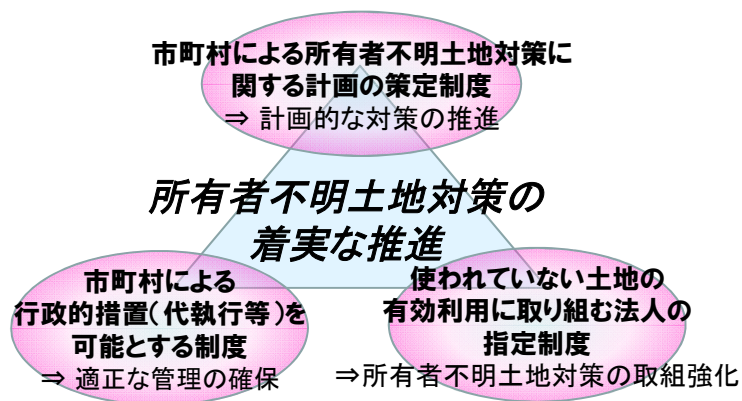 市町村による所有者不明土地対策に
関する計画の策定制度
⇒ 計画的な対策の推進
所有者不明土地対策の
着実な推進
市町村による
行政的措置(代執行等)を
可能とする制度
⇒ 適正な管理の確保
使われていない土地の
有効利用に取り組む法人の
指定制度
⇒所有者不明土地対策の取組強化